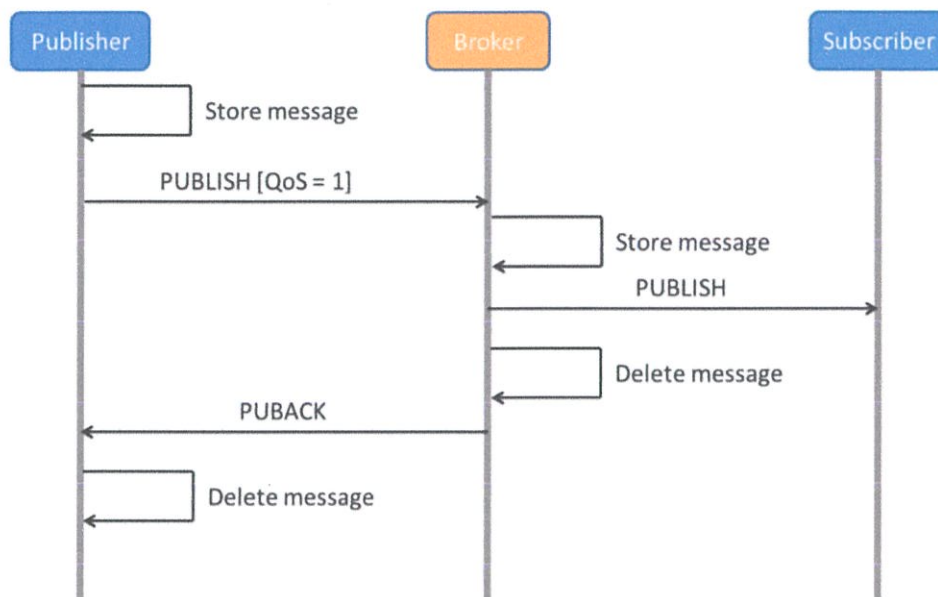 Publisher
Broker
Subscriber
Store message
PUBLISH [QoS = 1]
Store message
PUBLISH
Delete message
PUBACK
Delete message